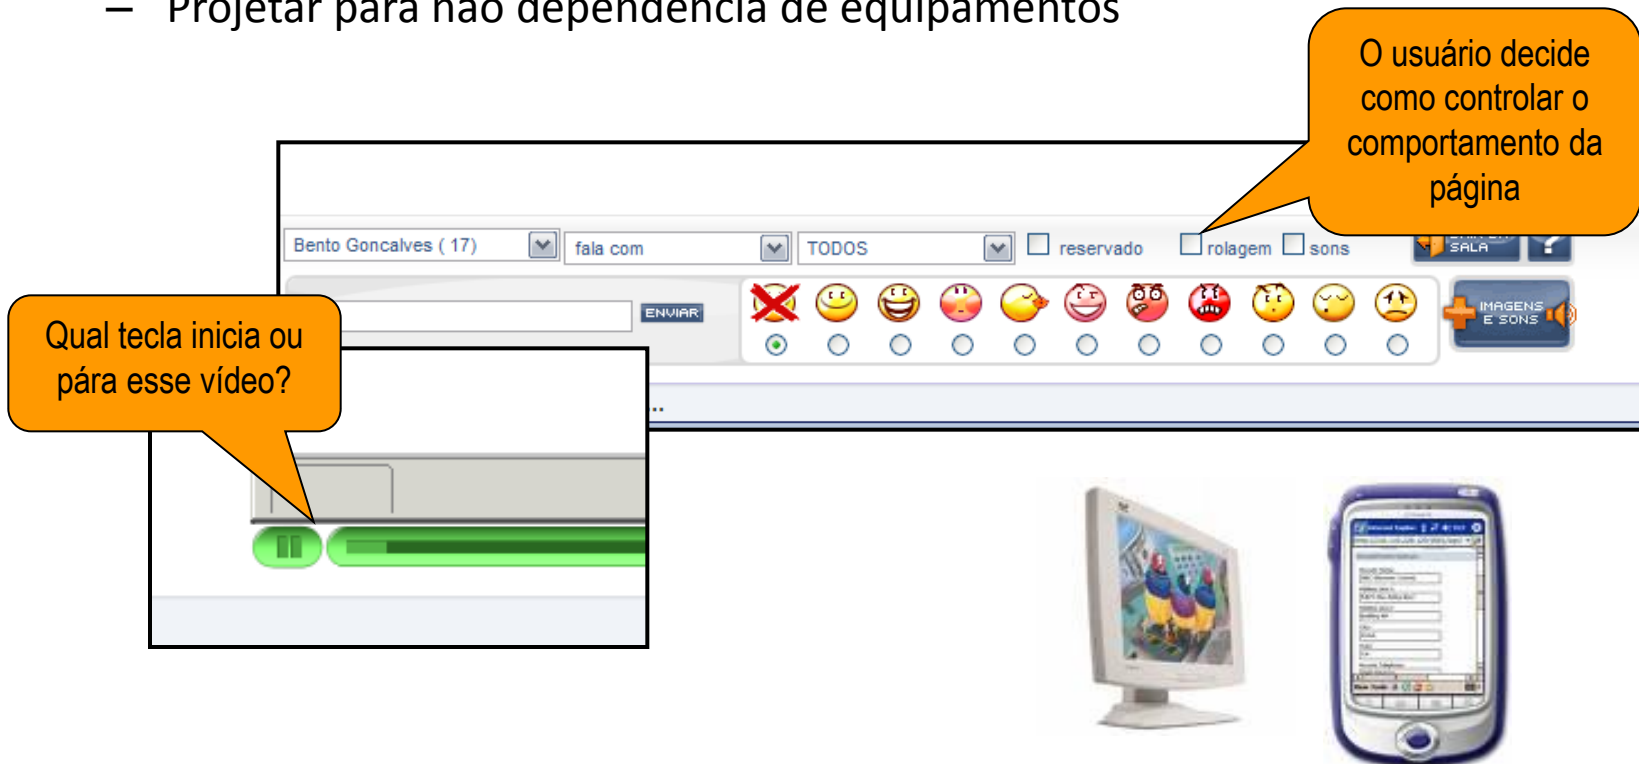 – Projetar para não dependência de equipamentos
O usuário decide
como controlar o
comportamento da
página
Bento Goncalves ( 17)
fala com
TODOS
reservado
rolagem
sons
SALA
?
Qual tecla inicia ou
pára esse vídeo?
ENVIAR
IMAGENS
E SONS
...